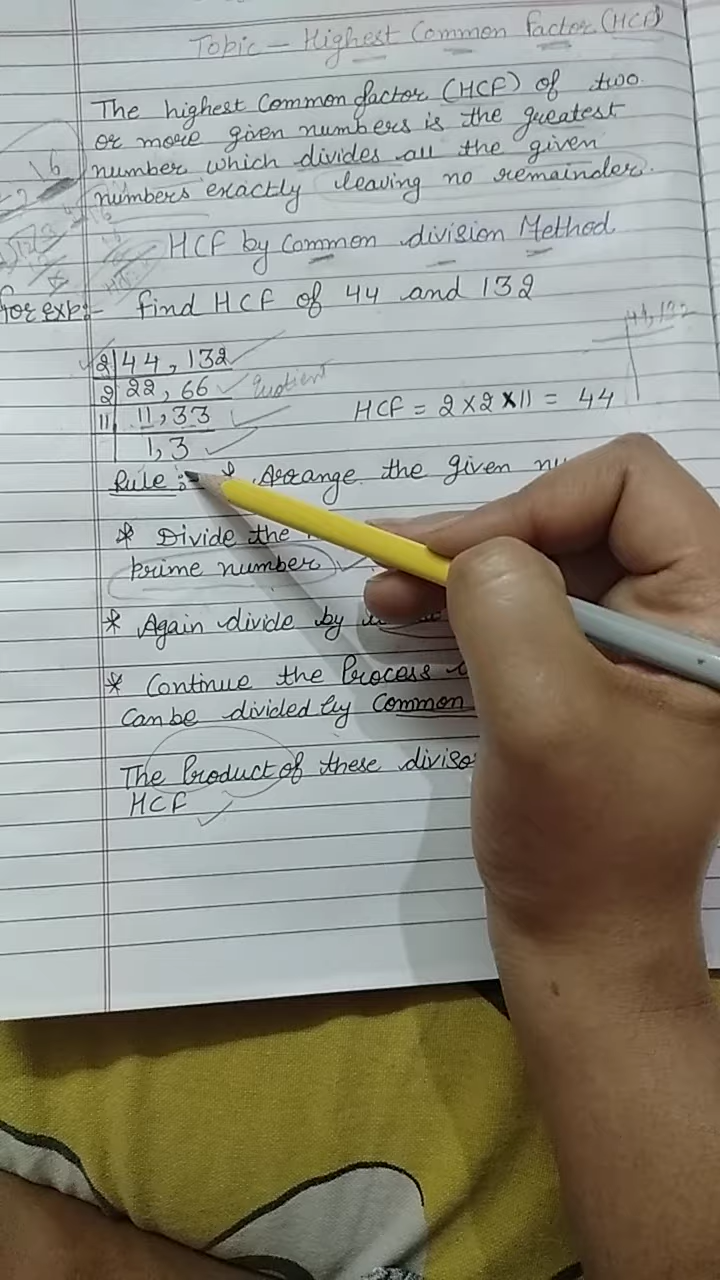 Topic - Highest Common factor (HCF)
The highest Common factor (HCF) of two
or more given numbers is the greatest
number which divides all the given
numbers exactly leaving no remainder.
HCF by Common division Method
for exp:- find HCF of 44 and 132
2|44, 132
2|22, 66 Quotient
11|11, 33
1, 3
HCF = 2 × 2 × 11 = 44
44, 132
Rule :- * Arrange the given
* Divide the
prime number
* Again divide by
* Continue the Process
Can be divided by Common
The Product of these
HCF